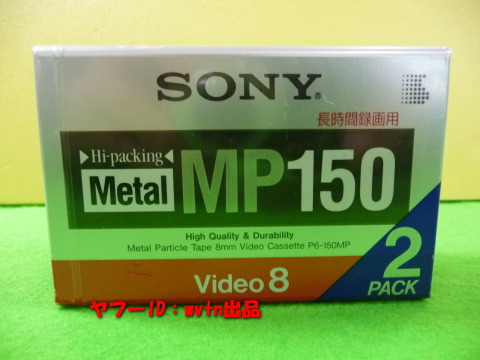 SONY®
長時間録画用
▶Hi-packing◀
Metal MP150
High Quality & Durability
Metal Particle Tape 8mm Video Cassette P6-150MP
2
PACK
Video 8
ヤフーID：wvtn出品